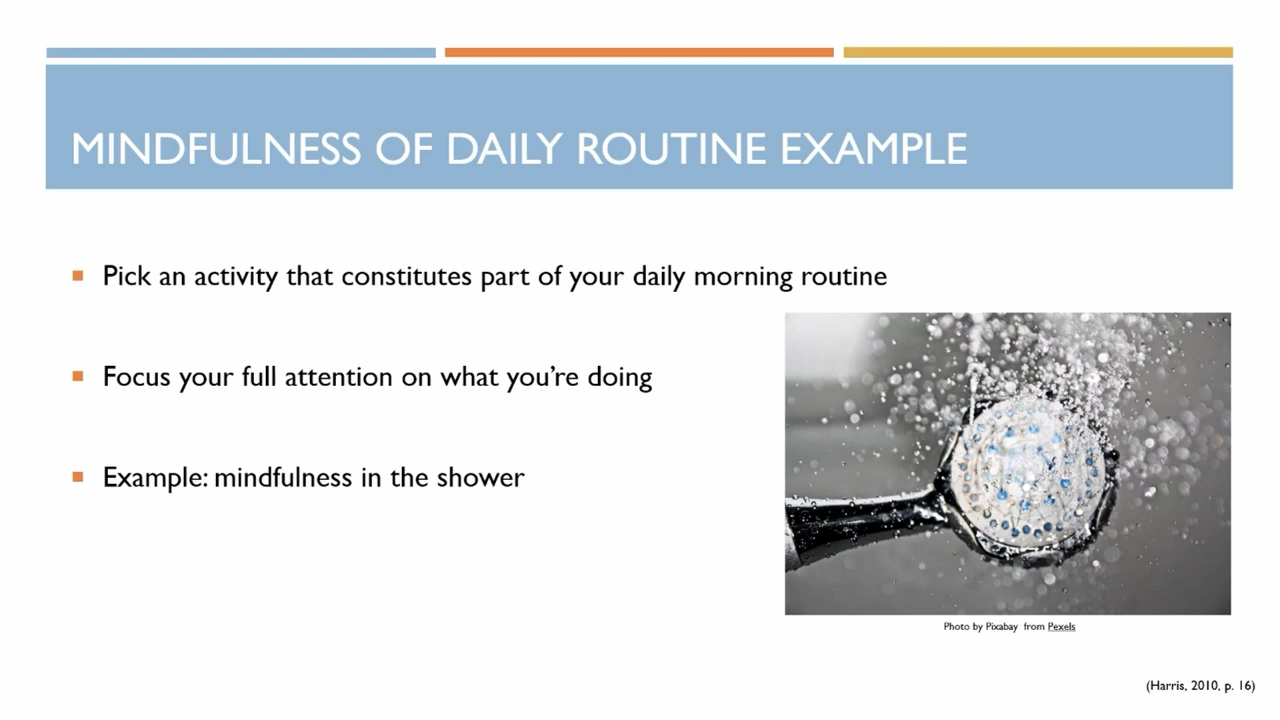 MINDFULNESS OF DAILY ROUTINE EXAMPLE
Pick an activity that constitutes part of your daily morning routine
Focus your full attention on what you’re doing
Example: mindfulness in the shower
Photo by Pixabay from Pexels
(Harris, 2010, p. 16)